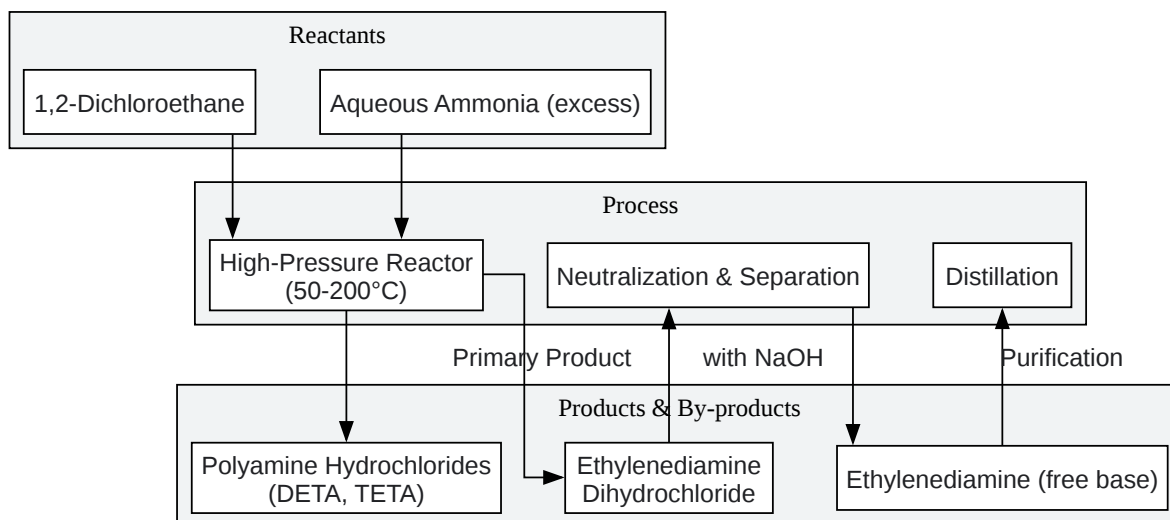 Reactants
1,2-Dichloroethane
Aqueous Ammonia (excess)
Process
High-Pressure Reactor
(50-200°C)
Neutralization & Separation
Distillation
Primary Product
with NaOH
Purification
Products & By-products
Polyamine Hydrochlorides
(DETA, TETA)
Ethylenediamine
Dihydrochloride
Ethylenediamine (free base)